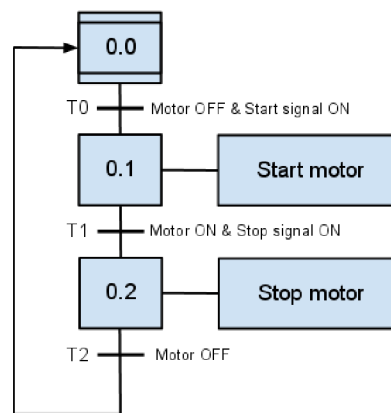 0.0
T0 Motor OFF & Start signal ON
0.1 Start motor
T1 Motor ON & Stop signal ON
0.2 Stop motor
T2 Motor OFF